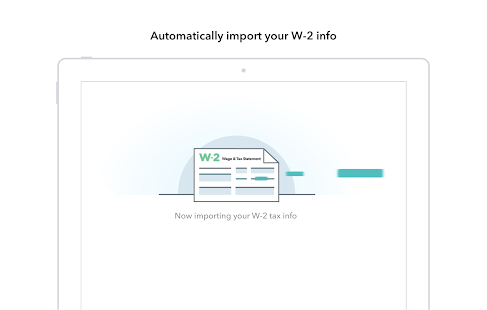 Automatically import your W-2 info
W-2 Wage & Tax Statement
Now importing your W-2 tax info